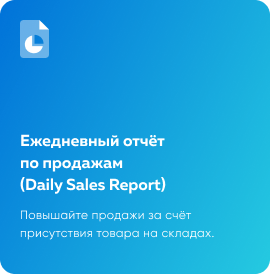 Ежедневный отчёт
по продажам
(Daily Sales Report)
Повышайте продажи за счёт
присутствия товара на складах.